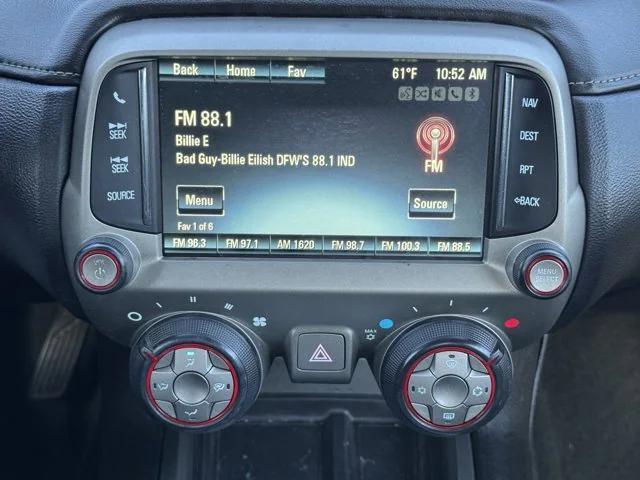 Back Home Fav 61°F 10:52 AM
FM 88.1
Billie E
Bad Guy-Billie Eilish DFW'S 88.1 IND
FM
Menu Source
Fav 1 of 6
FM 96.3 FM 97.1 AM 1620 FM 98.7 FM 100.3 FM 88.5
SEEK
SEEK
SOURCE
NAV
DEST
RPT
BACK
VOL
MENU
SELECT
MAX